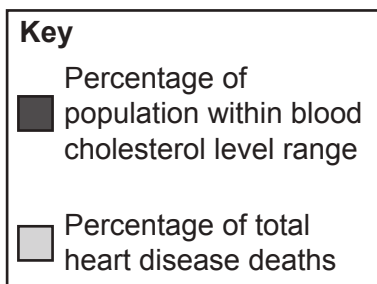 Key
Percentage of
population within blood
cholesterol level range
Percentage of total
heart disease deaths